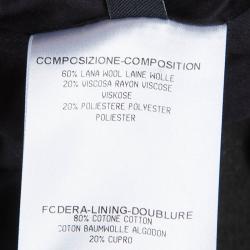 CCMPOSIZIONE-COMPOSITION
60% LANA WOOL LAINE WOLLE
20% VISCOSA RAYON VISCOSE
VISKOSE
20% POLIESTERE POLYESTER
POLIESTER
FCDERA-LINING-DOUBLURE
80% COTONE COTTON
COTON BAUMWOLLE ALGODON
20% CUPRO